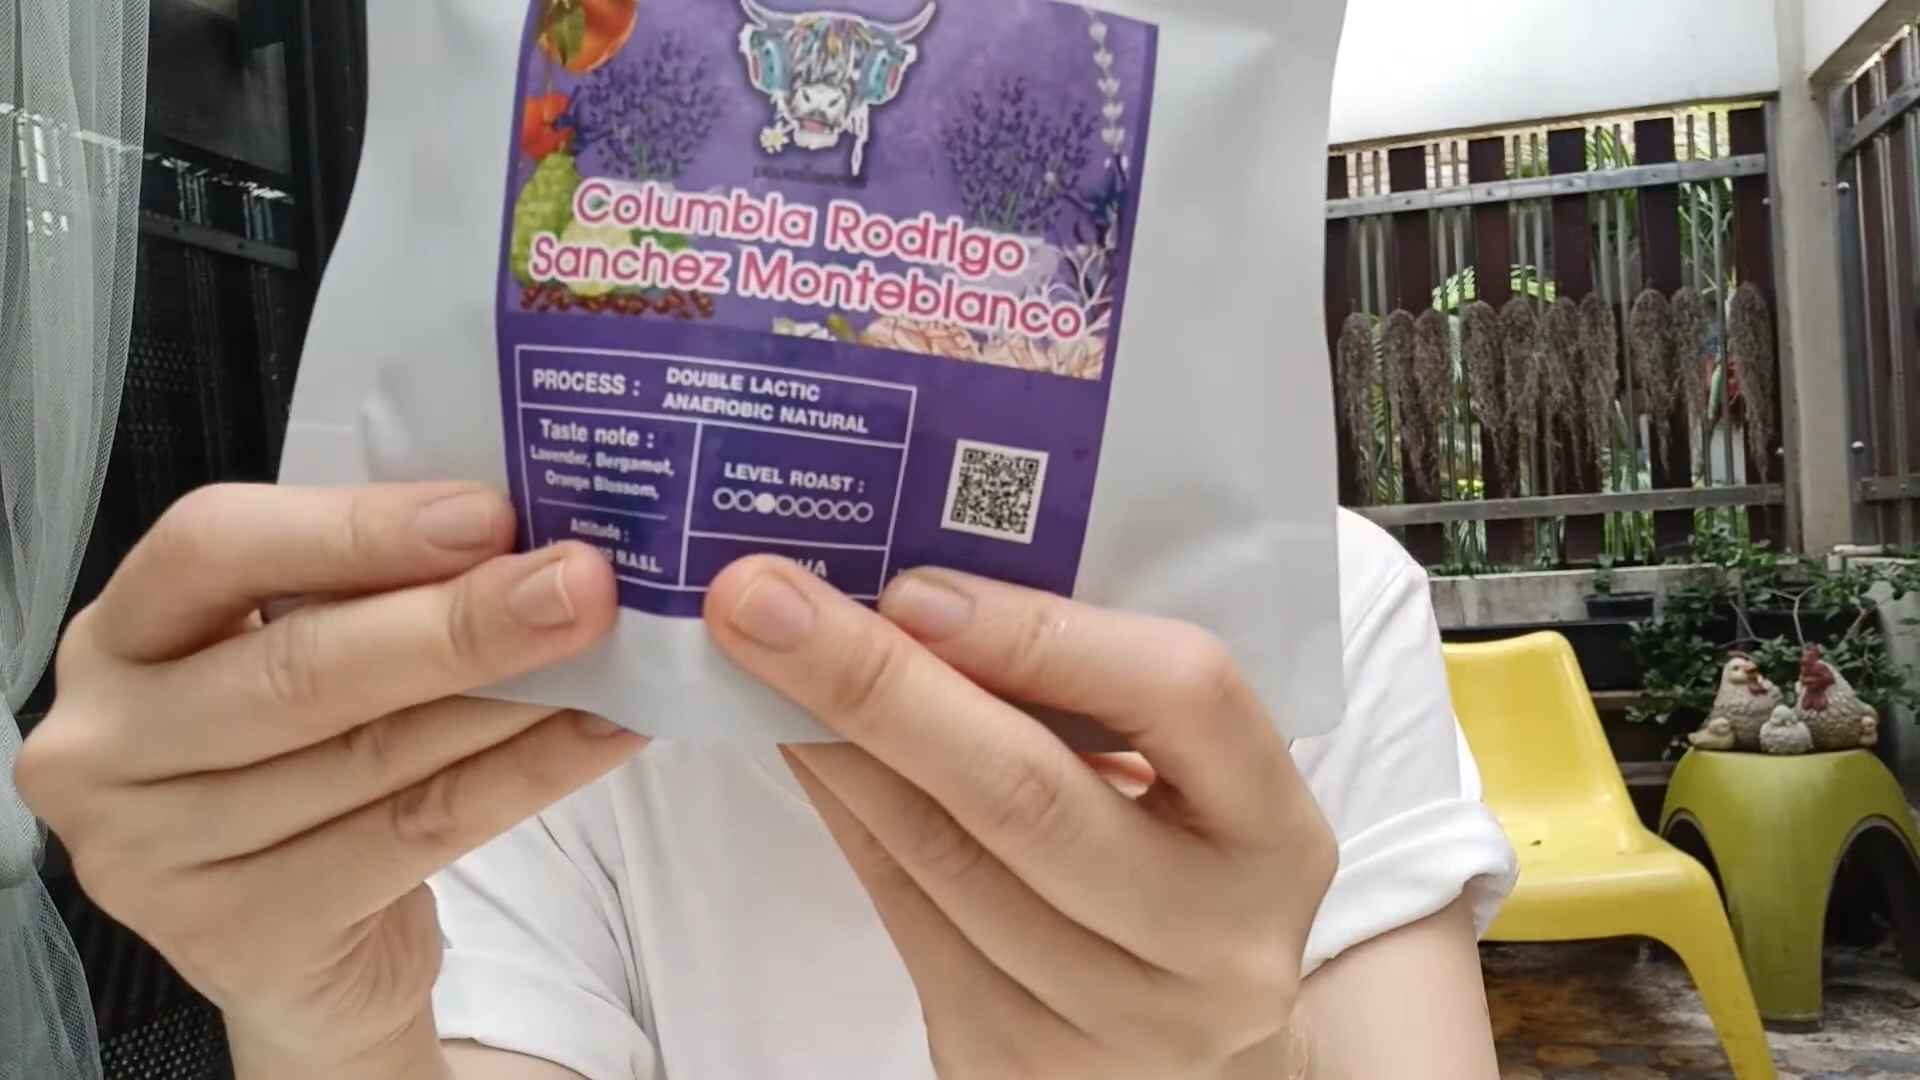 Columbia Rodrigo
Sanchez Monteblanco
PROCESS :
DOUBLE LACTIC
ANAEROBIC NATURAL
Taste note :
Lavender, Bergamot,
Orange Blossom,
LEVEL ROAST :
Altitude :
M.A.S.L.